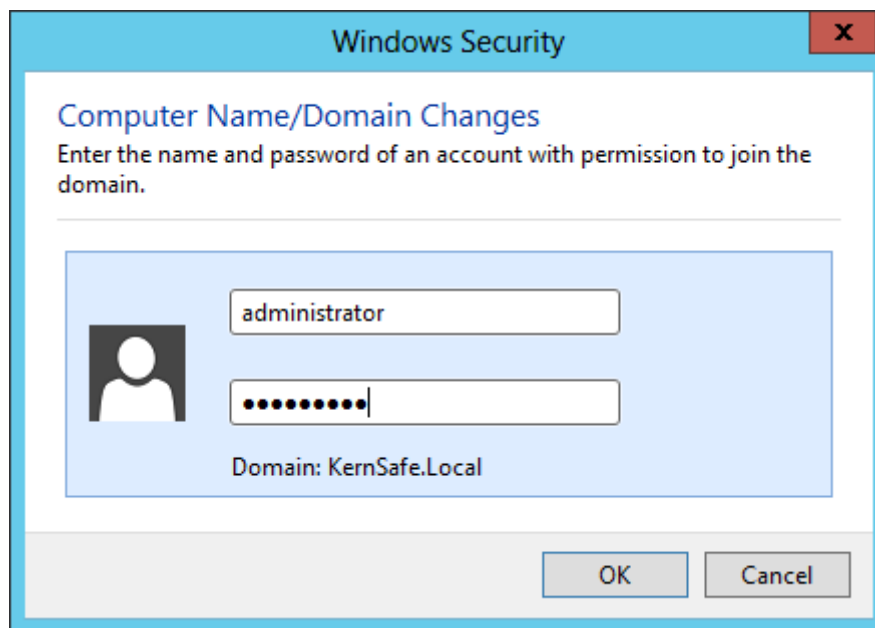 Windows Security
x
Computer Name/Domain Changes
Enter the name and password of an account with permission to join the
domain.
administrator
●●●●●●●●●
Domain: KernSafe.Local
OK
Cancel